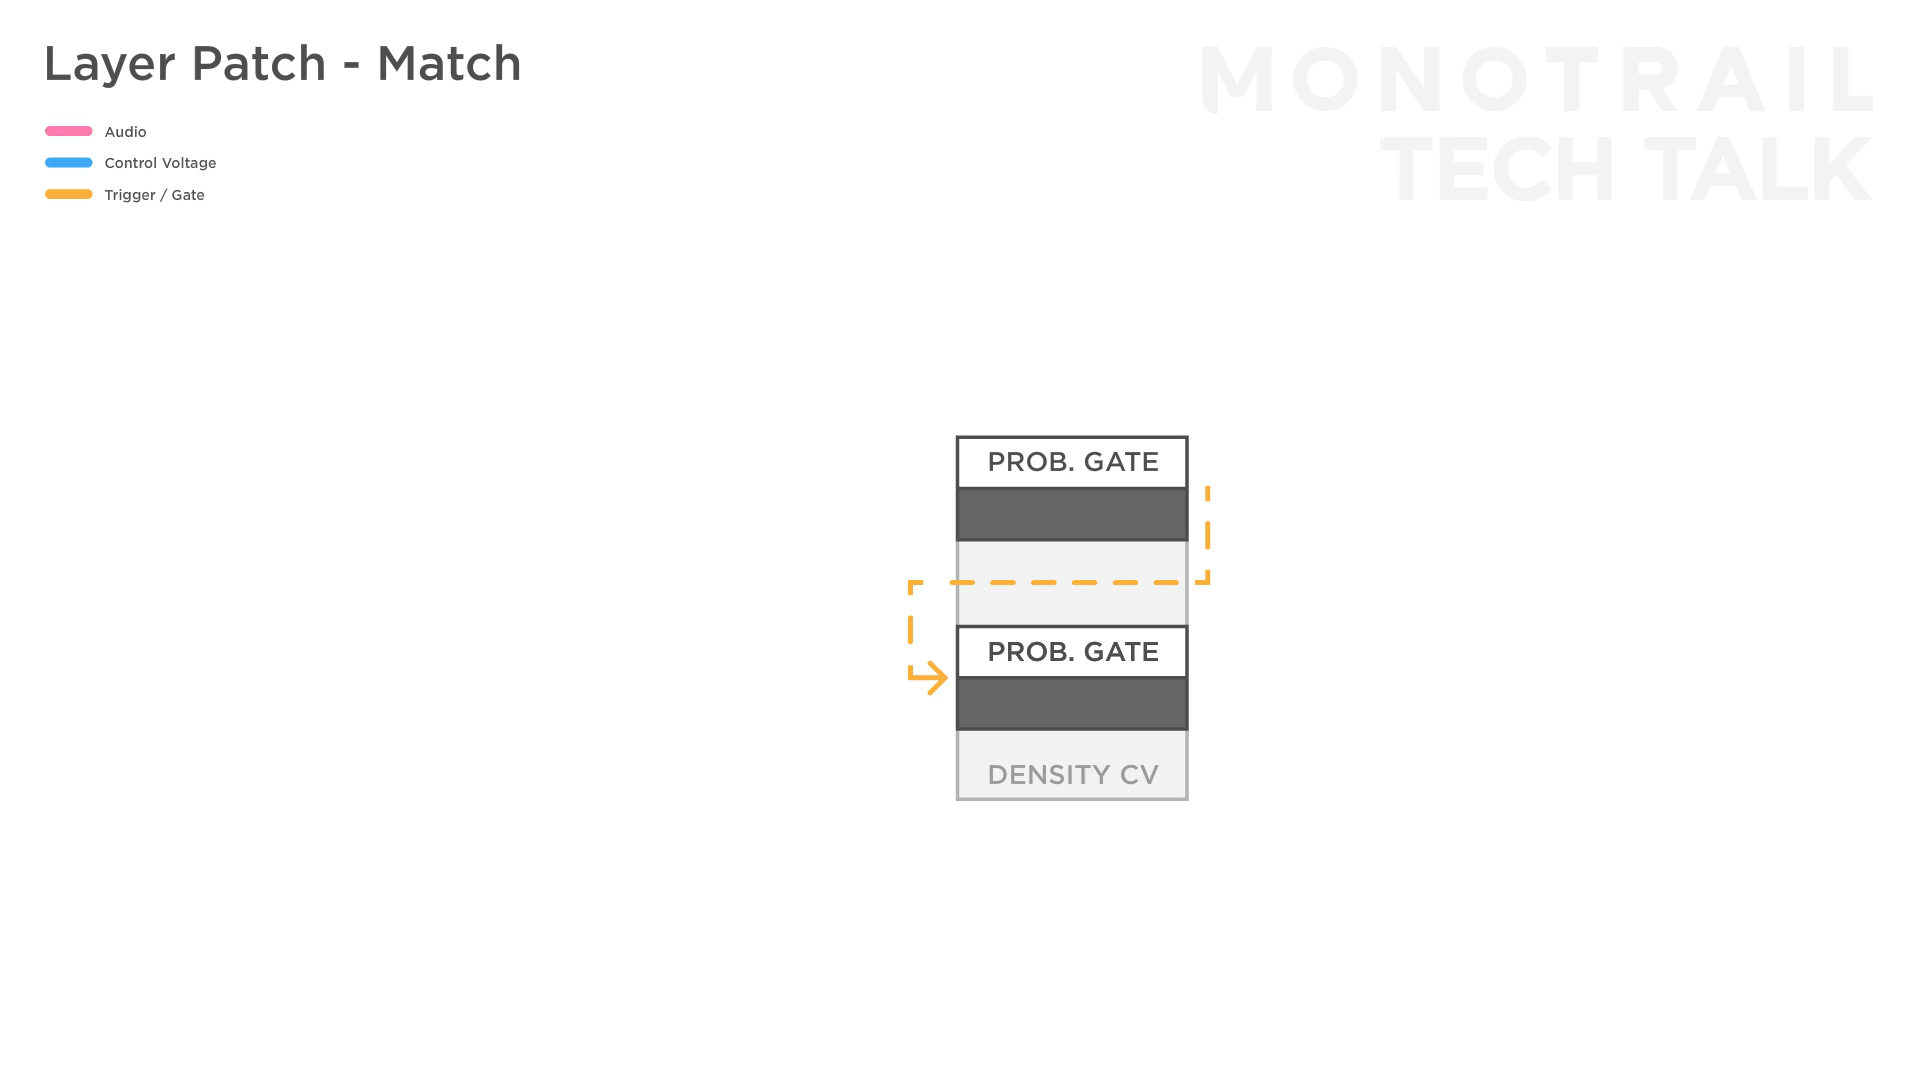 Layer Patch - Match
MONOTRAIL
TECH TALK
Audio
Control Voltage
Trigger / Gate
PROB. GATE
PROB. GATE
DENSITY CV